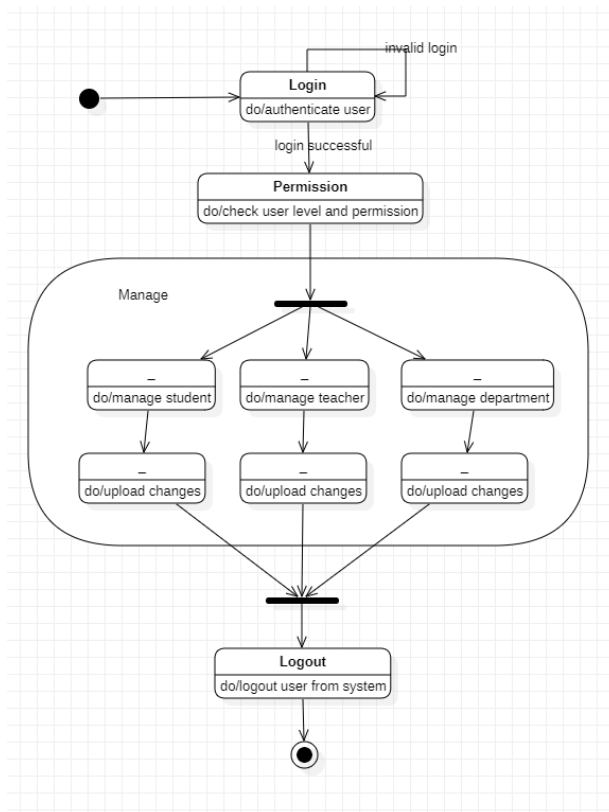 invalid login
Login
do/authenticate user
login successful
Permission
do/check user level and permission
Manage
_
_
_
do/manage student
do/manage teacher
do/manage department
_
_
_
do/upload changes
do/upload changes
do/upload changes
Logout
do/logout user from system